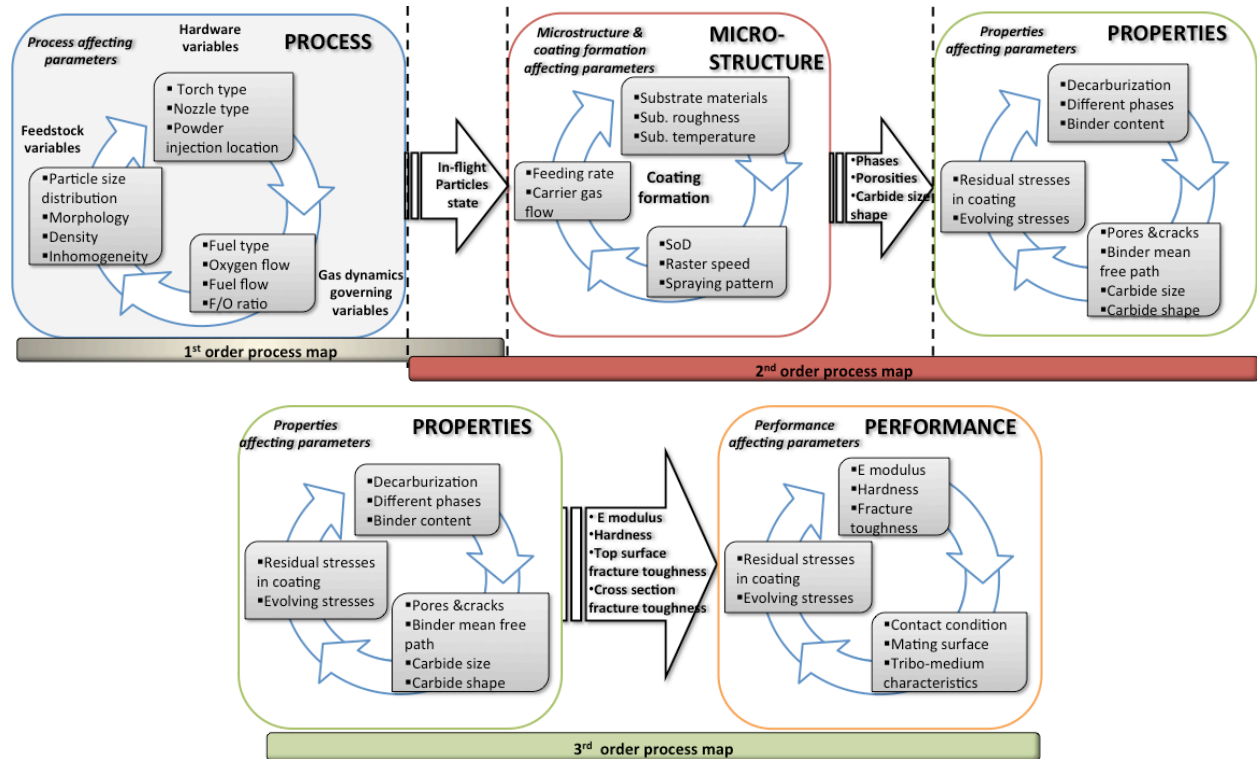 Process affecting
parameters
Hardware
variables
PROCESS
▪ Torch type
▪ Nozzle type
▪ Powder
injection location
Feedstock
variables
▪Particle size
distribution
▪Morphology
▪Density
▪Inhomogeneity
▪Fuel type
▪Oxygen flow
▪Fuel flow
▪F/O ratio
Gas dynamics
governing
variables
In-flight
Particles
state
Microstructure &
coating formation
affecting parameters
MICRO-
STRUCTURE
▪Substrate materials
▪Sub. roughness
▪Sub. temperature
▪Feeding rate
▪Carrier gas
flow
Coating
formation
▪SoD
▪Raster speed
▪Spraying pattern
•Phases
•Porosities
•Carbide size
shape
Properties
affecting parameters
PROPERTIES
▪Decarburization
▪Different phases
▪Binder content
▪Residual stresses
in coating
▪Evolving stresses
▪Pores &cracks
▪Binder mean
free path
▪Carbide size
▪Carbide shape
1st order process map
2nd order process map
Properties
affecting parameters
PROPERTIES
▪Decarburization
▪Different phases
▪Binder content
▪Residual stresses
in coating
▪Evolving stresses
▪Pores &cracks
▪Binder mean free
path
▪Carbide size
▪Carbide shape
• E modulus
• Hardness
•Top surface
fracture toughness
•Cross section
fracture toughness
Performance
affecting parameters
PERFORMANCE
▪E modulus
▪Hardness
▪Fracture
toughness
▪Residual stresses
in coating
▪Evolving stresses
▪Contact condition
▪Mating surface
▪Tribo-medium
characteristics
3rd order process map